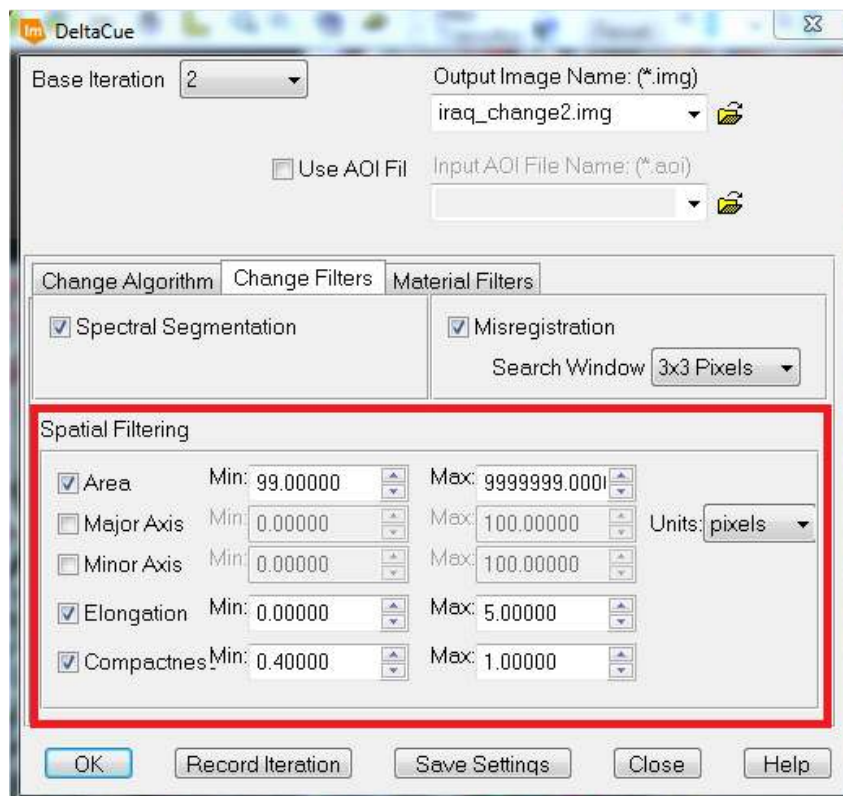 Im DeltaCue
Base Iteration 2 Output Image Name: (*.img)
iraq_change2.img
Use AOI Fil Input AOI File Name: (*.aoi)
Change Algorithm Change Filters Material Filters
Spectral Segmentation Misregistration
Search Window 3x3 Pixels
Spatial Filtering
Area Min: 99.00000 Max: 9999999.000
Major Axis Min: 0.00000 Max: 100.00000 Units: pixels
Minor Axis Min: 0.00000 Max: 100.00000
Elongation Min: 0.00000 Max: 5.00000
Compactnes Min: 0.40000 Max: 1.00000
OK Record Iteration Save Settings Close Help